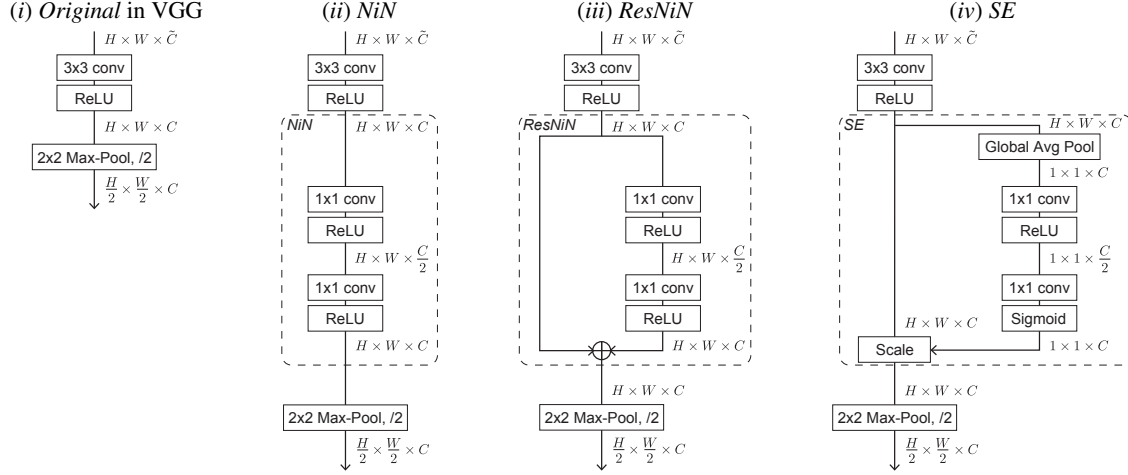 (i) Original in VGG
H × W × C̃
3x3 conv
ReLU
H × W × C
2x2 Max-Pool, /2
H/2 × W/2 × C
(ii) NiN
H × W × C̃
3x3 conv
ReLU
NiN
H × W × C
1x1 conv
ReLU
H × W × C/2
1x1 conv
ReLU
H × W × C
2x2 Max-Pool, /2
H/2 × W/2 × C
(iii) ResNiN
H × W × C̃
3x3 conv
ReLU
ResNiN
H × W × C
1x1 conv
ReLU
H × W × C/2
1x1 conv
ReLU
H × W × C
H × W × C
2x2 Max-Pool, /2
H/2 × W/2 × C
(iv) SE
H × W × C̃
3x3 conv
ReLU
SE
H × W × C
Global Avg Pool
1 × 1 × C
1x1 conv
ReLU
1 × 1 × C/2
1x1 conv
Sigmoid
H × W × C
1 × 1 × C
Scale
H × W × C
2x2 Max-Pool, /2
H/2 × W/2 × C